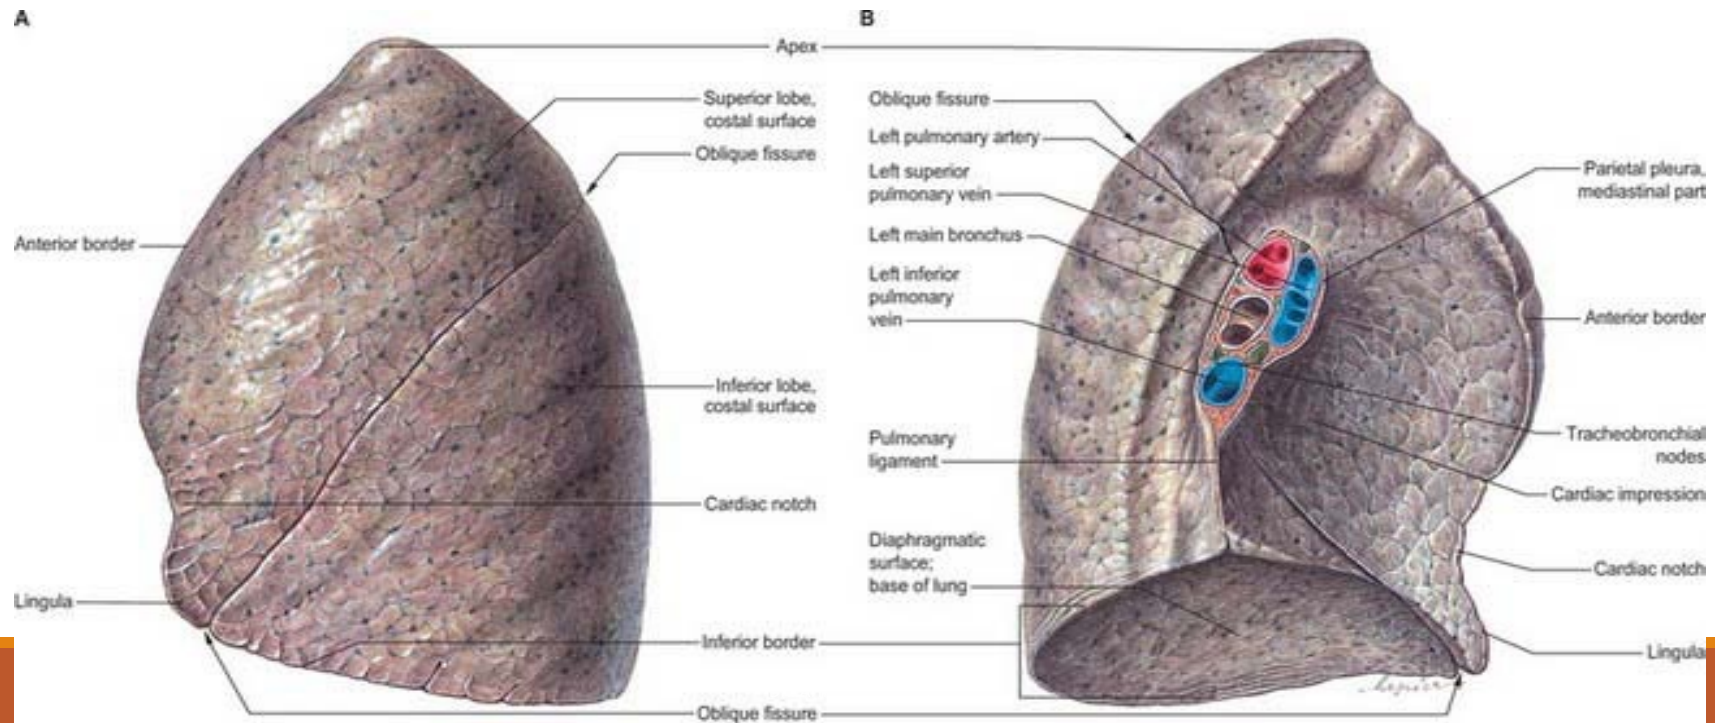 A
B
Apex
Superior lobe,
costal surface
Oblique fissure
Anterior border
Inferior lobe,
costal surface
Cardiac notch
Lingula
Inferior border
Oblique fissure
Oblique fissure
Left pulmonary artery
Left superior
pulmonary vein
Left main bronchus
Left inferior
pulmonary
vein
Pulmonary
ligament
Diaphragmatic
surface;
base of lung
Parietal pleura,
mediastinal part
Anterior border
Tracheobronchial
nodes
Cardiac impression
Cardiac notch
Lingula